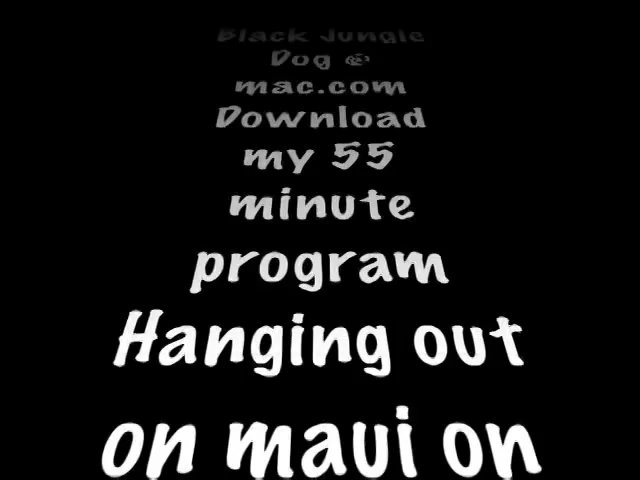 Black Jungle
Dog @
mac.com
Download
my 55
minute
program
Hanging out
on maui on